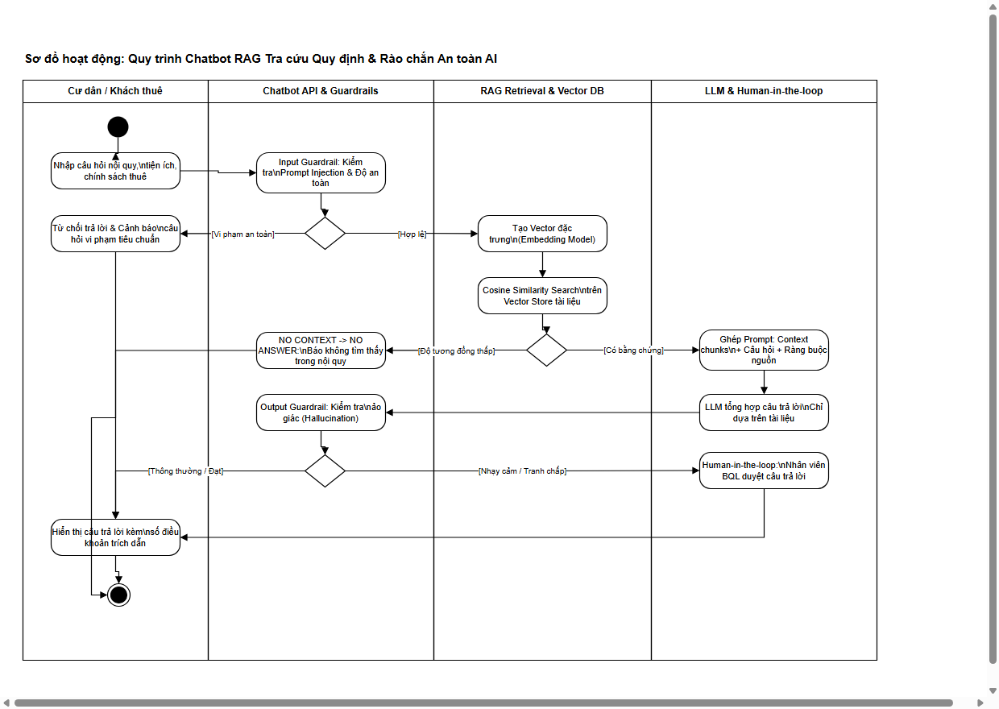 Sơ đồ hoạt động: Quy trình Chatbot RAG Tra cứu Quy định & Rào chắn An toàn AI
Cư dân / Khách thuê
Chatbot API & Guardrails
RAG Retrieval & Vector DB
LLM & Human-in-the-loop
Nhập câu hỏi nội quy,\ntiện ích,
chính sách thuê
Input Guardrail: Kiểm
tra\nPrompt Injection & Độ an
toàn
Từ chối trả lời & Cảnh báo\ncâu
hỏi vi phạm tiêu chuẩn
[Vi phạm an toàn]
[Hợp lệ]
Tạo Vector đặc
trưng\n(Embedding Model)
Cosine Similarity Search\ntrên
Vector Store tài liệu
NO CONTEXT -> NO
ANSWER:\nBáo không tìm thấy
trong nội quy
[Độ tương đồng thấp]
[Có bằng chứng]
Ghép Prompt: Context
chunks\n+ Câu hỏi + Ràng buộc
nguồn
Output Guardrail: Kiểm tra\nảo
giác (Hallucination)
LLM tổng hợp câu trả lời\nChỉ
dựa trên tài liệu
[Thông thường / Đạt]
[Nhạy cảm / Tranh chấp]
Human-in-the-loop:\nNhân viên
BQL duyệt câu trả lời
Hiển thị câu trả lời kèm\nsố điều
khoản trích dẫn